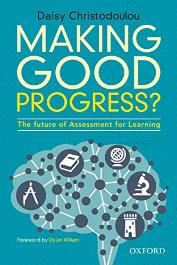 Daisy Christodoulou
MAKING
GOOD
PROGRESS?
The future of Assessment for Learning
Foreword by Dylan Wiliam
OXFORD